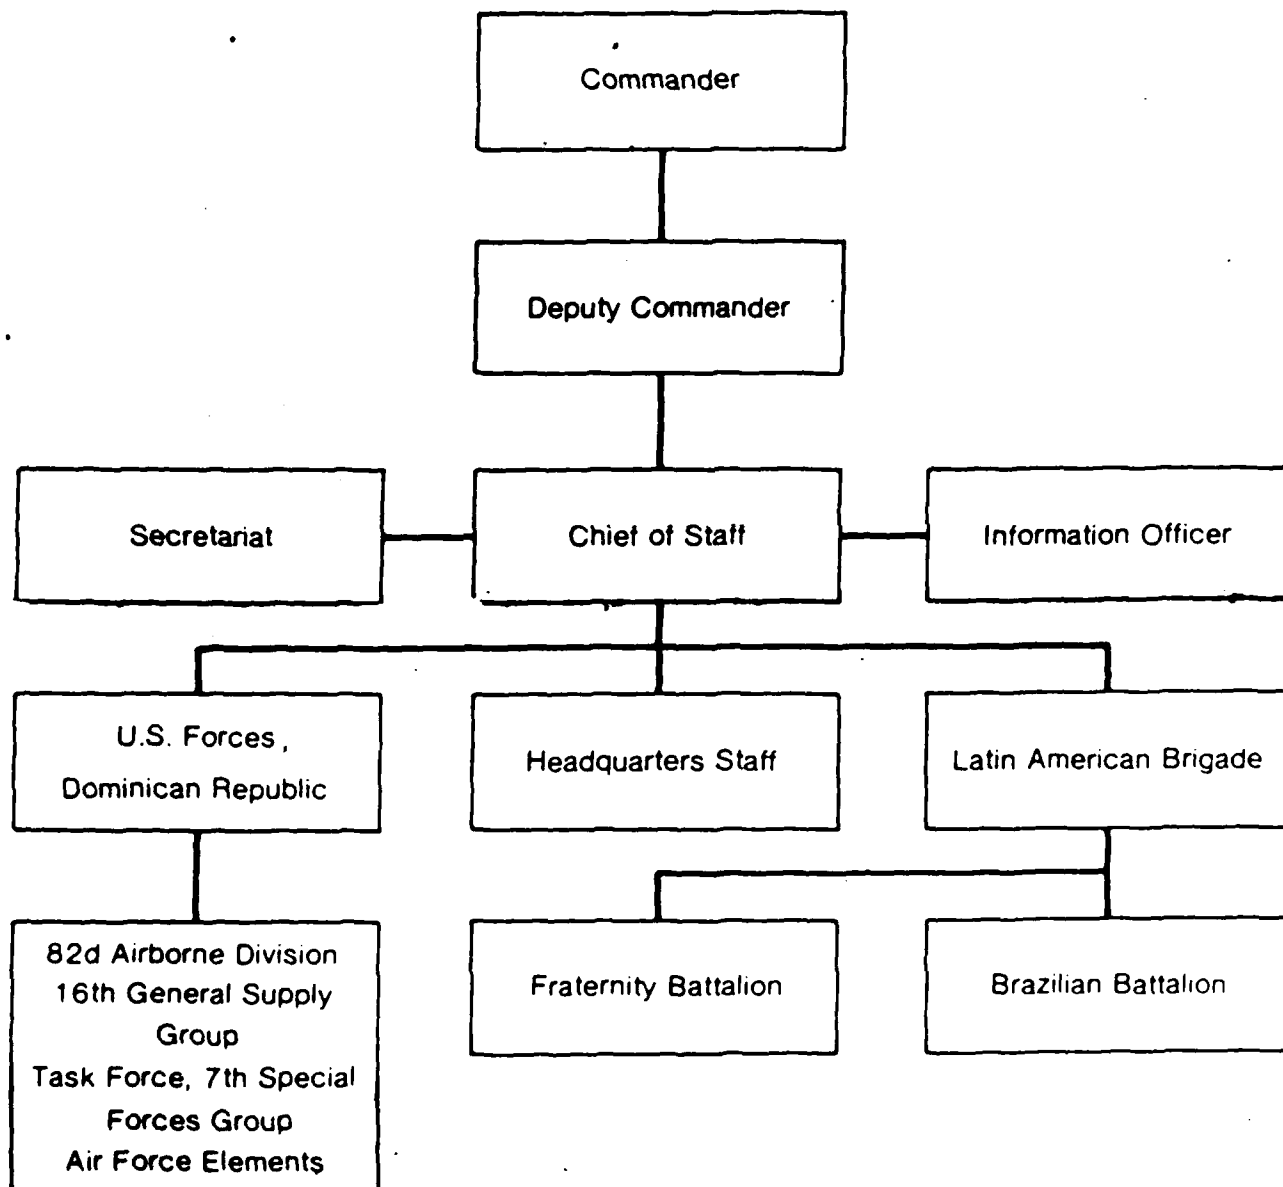 Commander
Deputy Commander
Secretariat
Chief of Staff
Information Officer
U.S. Forces,
Dominican Republic
Headquarters Staff
Latin American Brigade
82d Airborne Division
16th General Supply
Group
Task Force, 7th Special
Forces Group
Air Force Elements
Fraternity Battalion
Brazilian Battalion